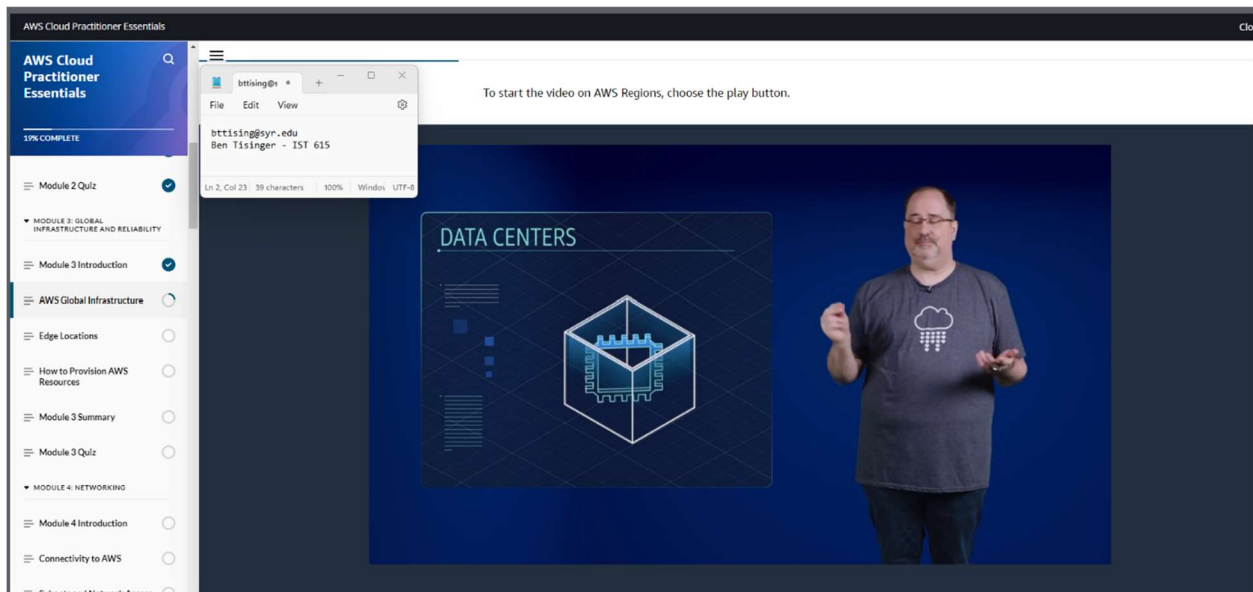 AWS Cloud Practitioner Essentials
Clo
AWS Cloud
Practitioner
Essentials
19% COMPLETE
Module 2 Quiz
MODULE 3: GLOBAL
INFRASTRUCTURE AND RELIABILITY
Module 3 Introduction
AWS Global Infrastructure
Edge Locations
How to Provision AWS
Resources
Module 3 Summary
Module 3 Quiz
MODULE 4: NETWORKING
Module 4 Introduction
Connectivity to AWS
bttising@s
File Edit View
bttising@syr.edu
Ben Tisinger - IST 615
Ln 2, Col 23 39 characters 100% Windov UTF-8
To start the video on AWS Regions, choose the play button.
DATA CENTERS